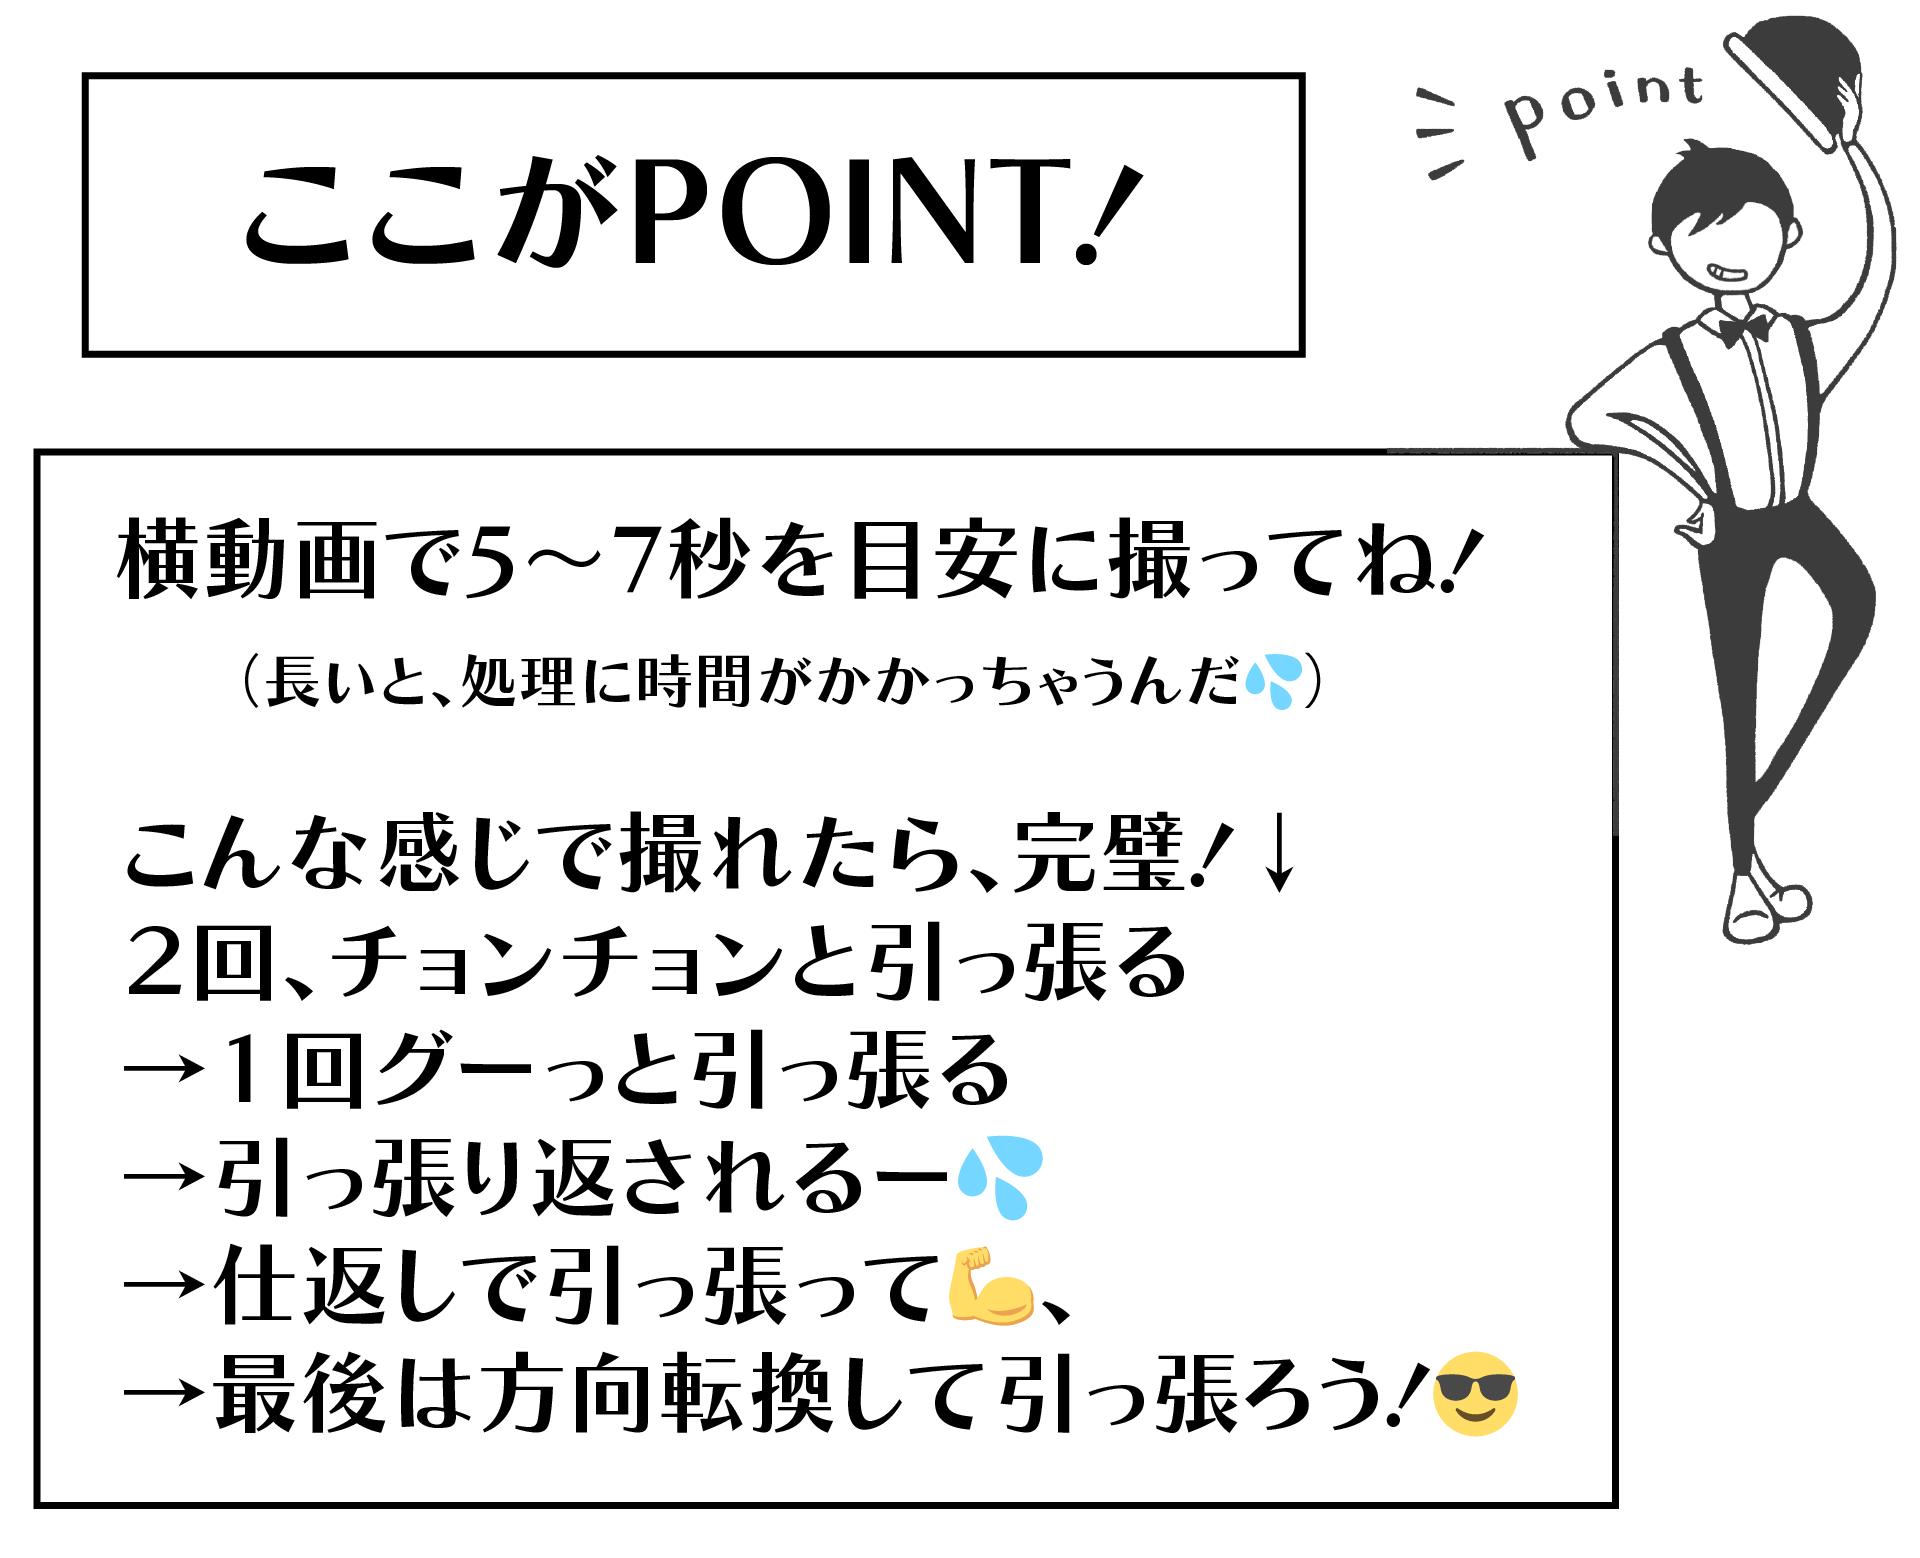 ここがPOINT!
point
横動画で5〜7秒を目安に撮ってね!
（長いと、処理に時間がかかっちゃうんだ💦）
こんな感じで撮れたら、完璧!↓
2回、チョンチョンと引っ張る
→1回グーっと引っ張る
→引っ張り返されるー💦
→仕返しで引っ張って💪、
→最後は方向転換して引っ張ろう!😎